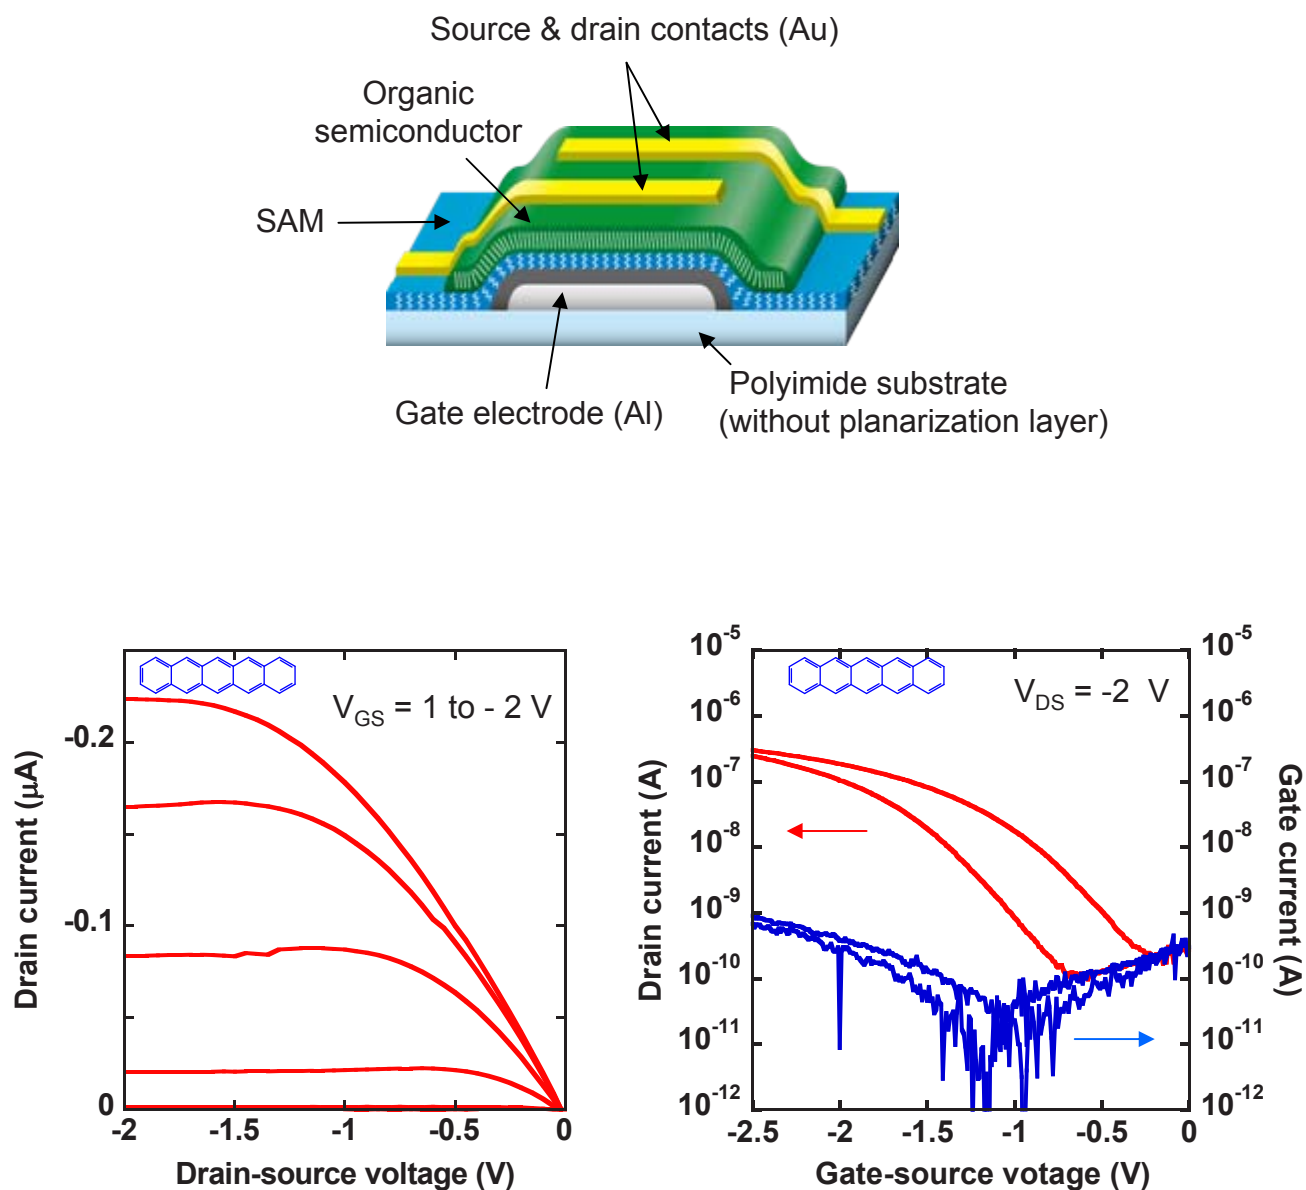 Source & drain contacts (Au)
Organic
semiconductor
SAM
Gate electrode (Al)
Polyimide substrate
(without planarization layer)
V_GS = 1 to - 2 V
Drain current (μA)
-0.2
-0.1
0
-2 -1.5 -1 -0.5 0
Drain-source voltage (V)
V_DS = -2 V
Drain current (A)
10^-5
10^-6
10^-7
10^-8
10^-9
10^-10
10^-11
10^-12
10^-5
10^-6
10^-7
10^-8
10^-9
10^-10
10^-11
10^-12
Gate current (A)
-2.5 -2 -1.5 -1 -0.5 0
Gate-source votage (V)